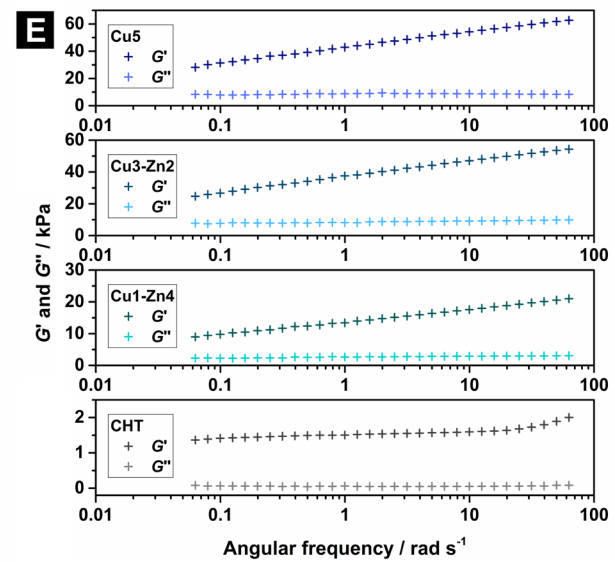 E
Cu5
G'
G''
60
40
20
0
0.01 0.1 1 10 100
Cu3-Zn2
G'
G''
60
40
20
0
0.01 0.1 1 10 100
Cu1-Zn4
G'
G''
30
20
10
0
0.01 0.1 1 10 100
CHT
G'
G''
2
1
0
0.01 0.1 1 10 100
G' and G'' / kPa
Angular frequency / rad s⁻¹